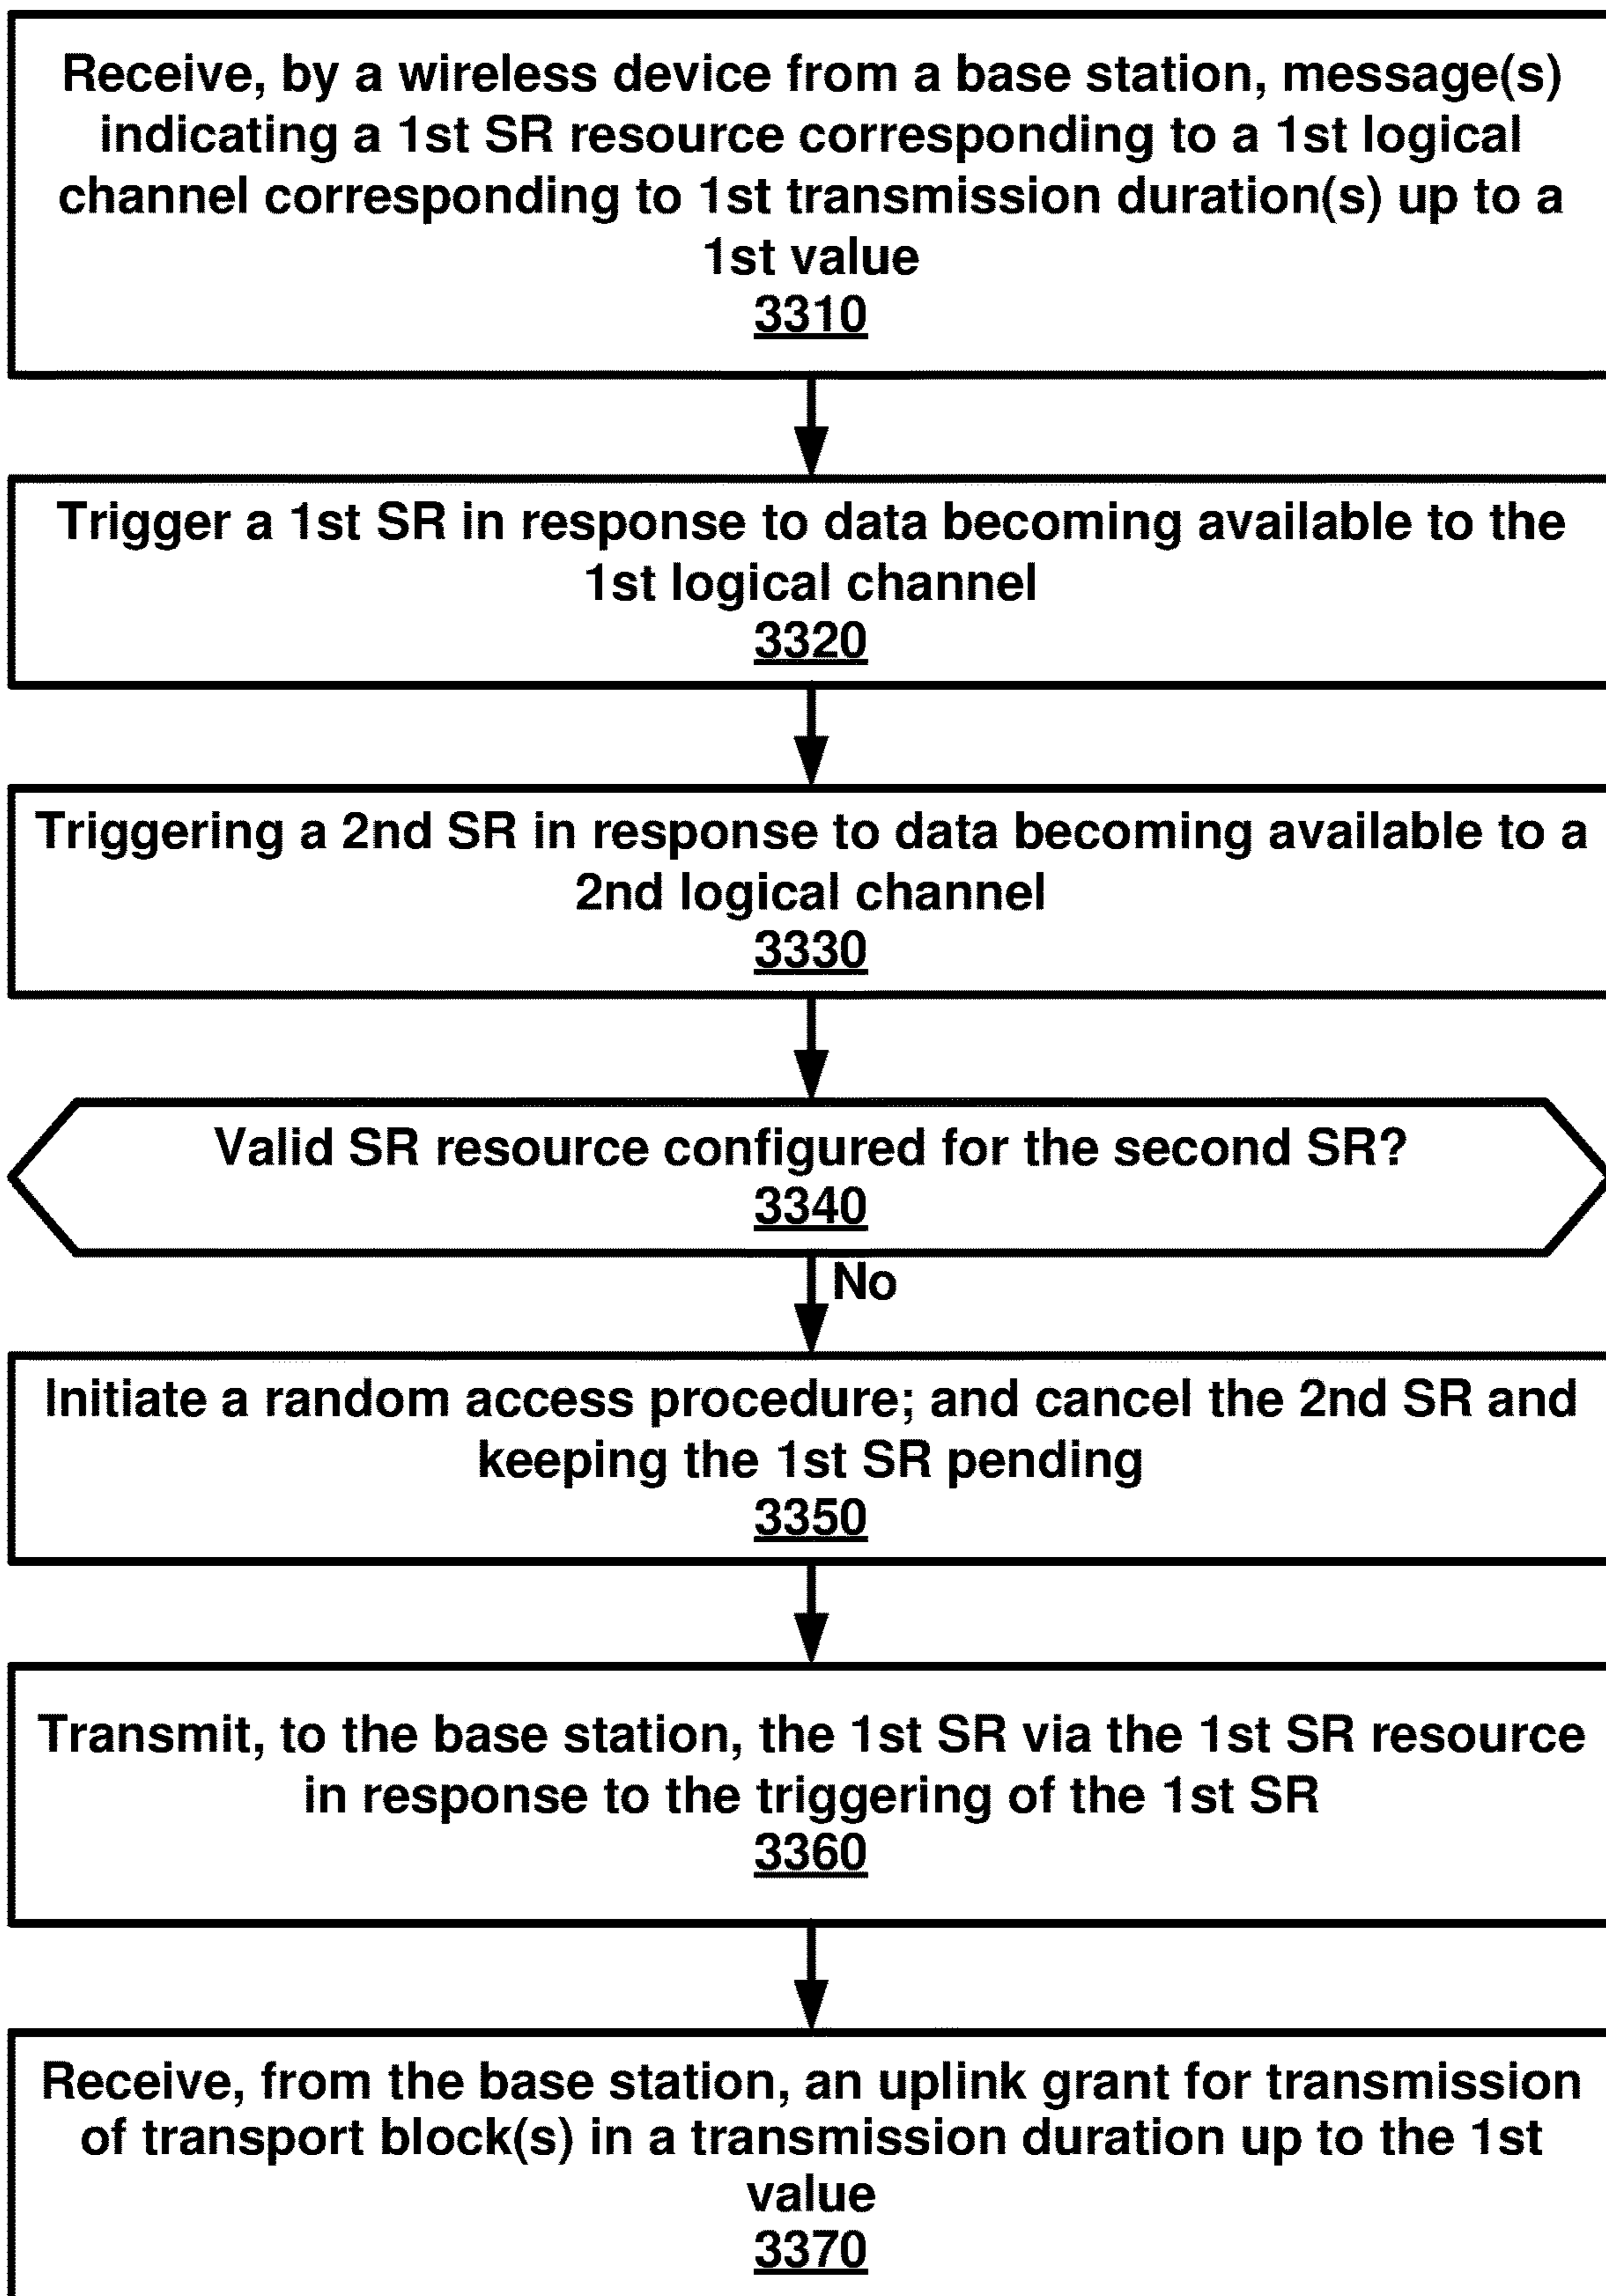 Receive, by a wireless device from a base station, message(s)
indicating a 1st SR resource corresponding to a 1st logical
channel corresponding to 1st transmission duration(s) up to a
1st value
3310
Trigger a 1st SR in response to data becoming available to the
1st logical channel
3320
Triggering a 2nd SR in response to data becoming available to a
2nd logical channel
3330
Valid SR resource configured for the second SR?
3340
No
Initiate a random access procedure; and cancel the 2nd SR and
keeping the 1st SR pending
3350
Transmit, to the base station, the 1st SR via the 1st SR resource
in response to the triggering of the 1st SR
3360
Receive, from the base station, an uplink grant for transmission
of transport block(s) in a transmission duration up to the 1st
value
3370